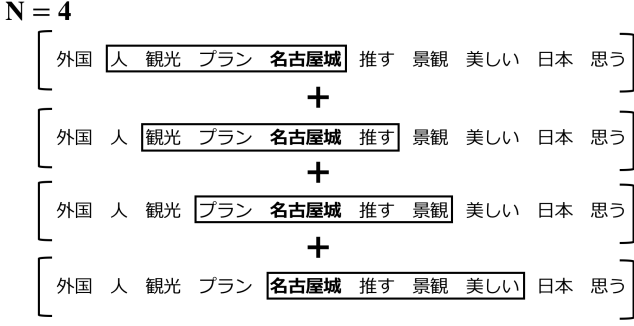 N = 4
外国 人 観光 プラン 名古屋城 推す 景観 美しい 日本 思う
+
外国 人 観光 プラン 名古屋城 推す 景観 美しい 日本 思う
+
外国 人 観光 プラン 名古屋城 推す 景観 美しい 日本 思う
+
外国 人 観光 プラン 名古屋城 推す 景観 美しい 日本 思う